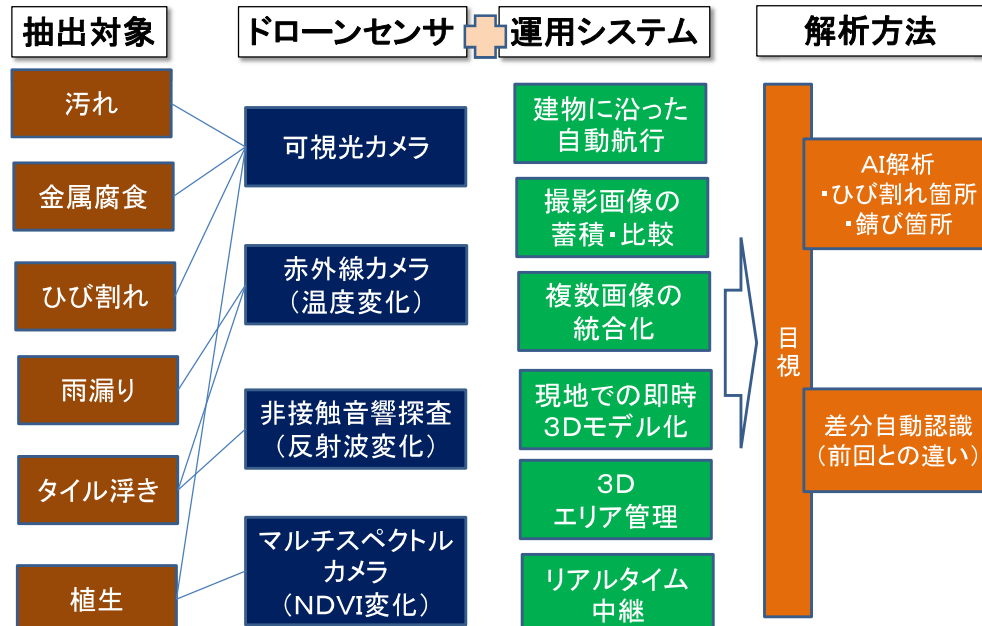 抽出対象
ドローンセンサ
運用システム
解析方法
汚れ
金属腐食
ひび割れ
雨漏り
タイル浮き
植生
可視光カメラ
赤外線カメラ
（温度変化）
非接触音響探査
（反射波変化）
マルチスペクトル
カメラ
（NDVI変化）
建物に沿った
自動航行
撮影画像の
蓄積・比較
複数画像の
統合化
現地での即時
3Dモデル化
3D
エリア管理
リアルタイム
中継
目
視
AI解析
・ひび割れ箇所
・錆び箇所
差分自動認識
（前回との違い）